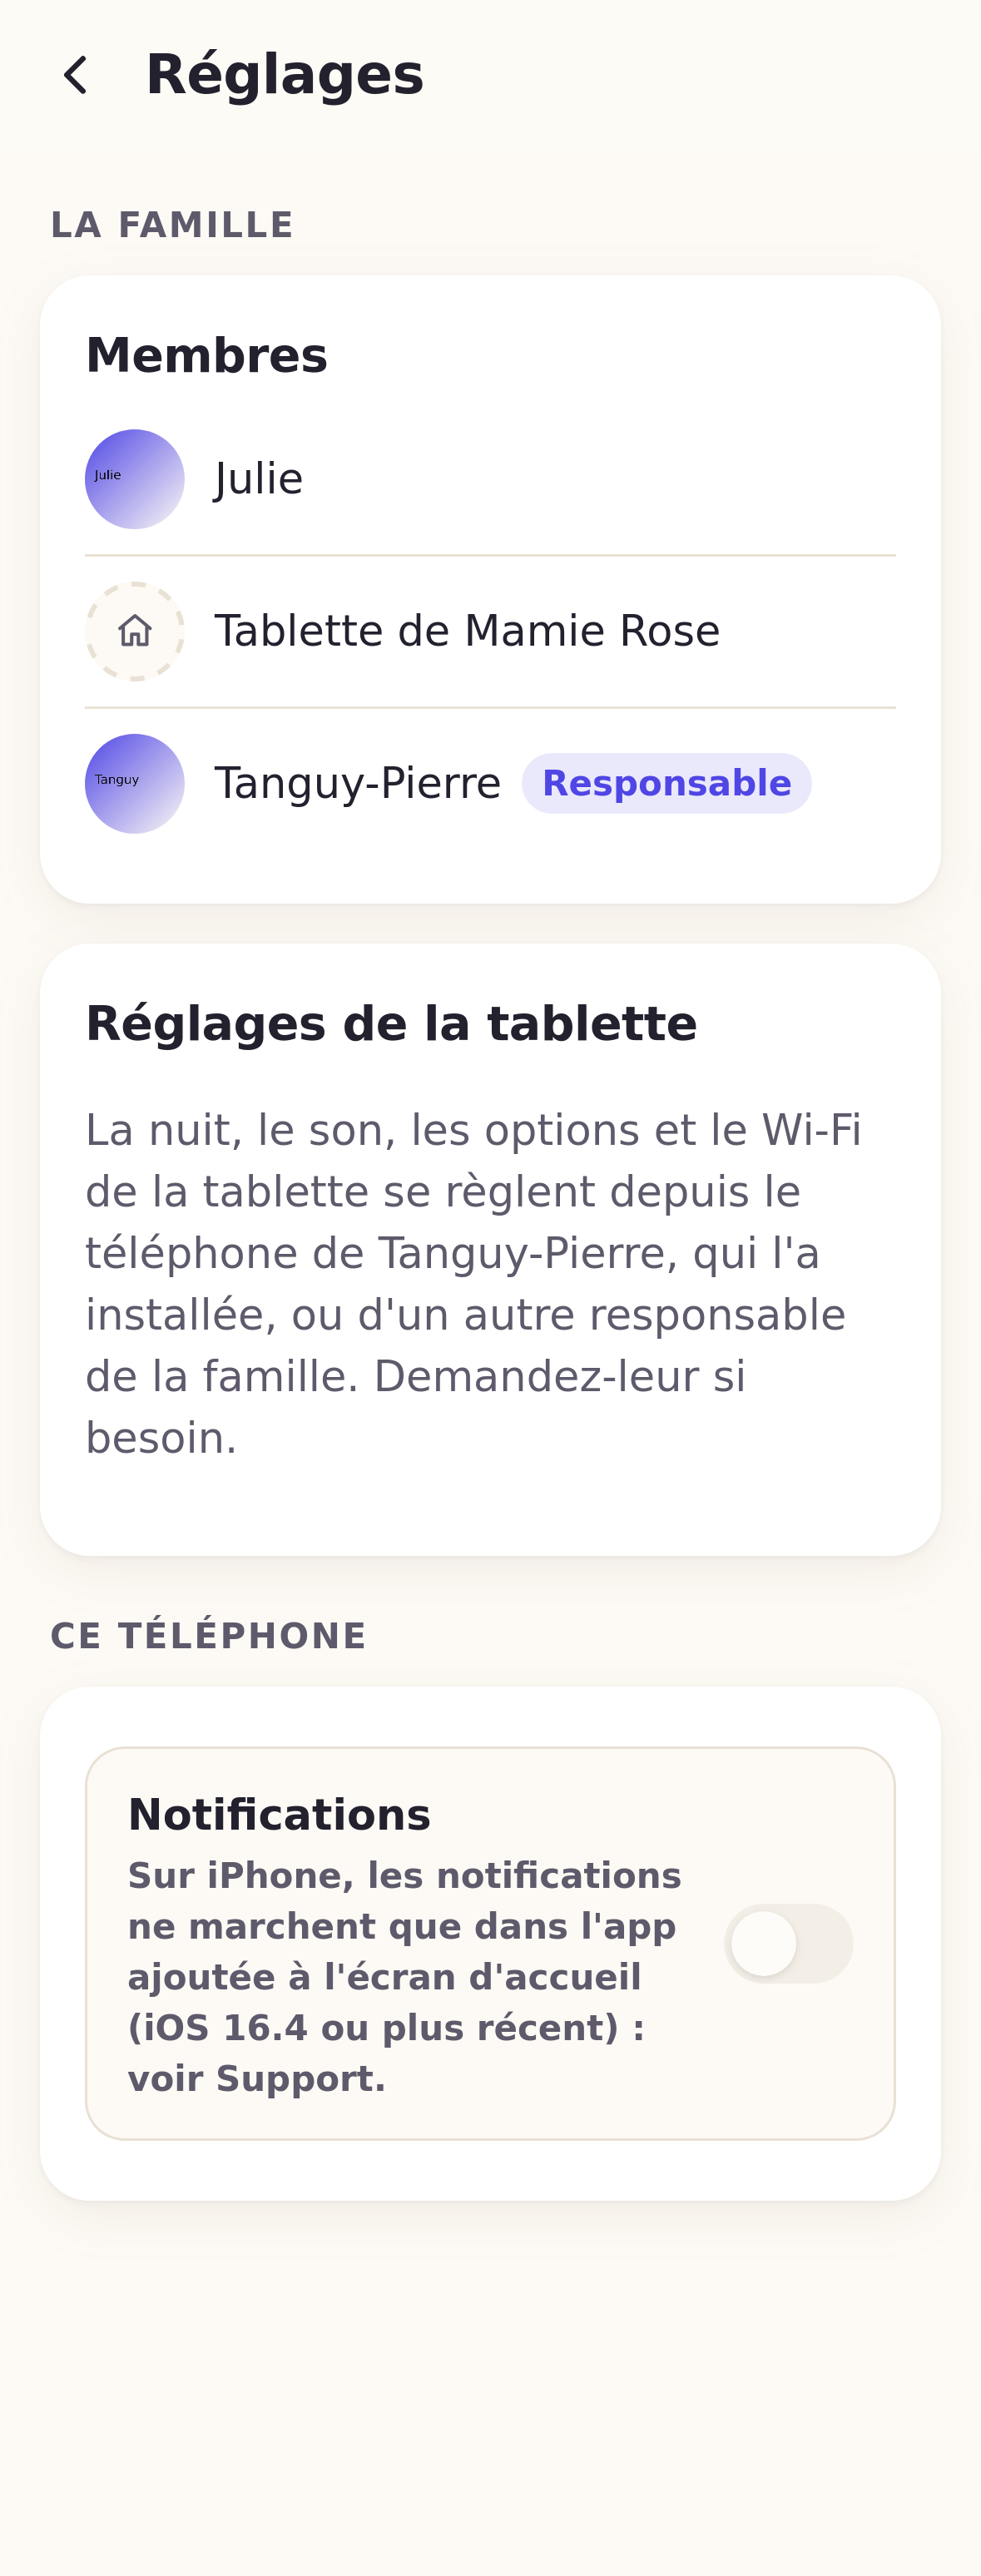 Réglages
LA FAMILLE
Membres
Julie
Julie
Tablette de Mamie Rose
Tanguy
Tanguy-Pierre
Responsable
Réglages de la tablette
La nuit, le son, les options et le Wi-Fi
de la tablette se règlent depuis le
téléphone de Tanguy-Pierre, qui l'a
installée, ou d'un autre responsable
de la famille. Demandez-leur si
besoin.
CE TÉLÉPHONE
Notifications
Sur iPhone, les notifications
ne marchent que dans l'app
ajoutée à l'écran d'accueil
(iOS 16.4 ou plus récent) :
voir Support.